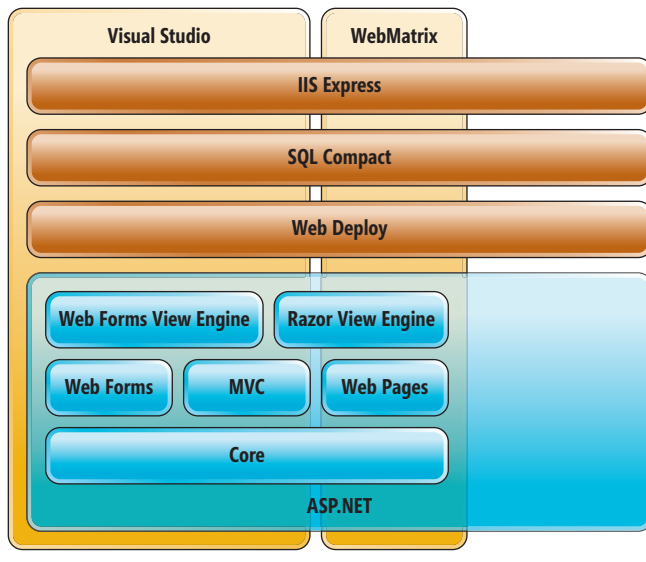 Visual Studio
WebMatrix
IIS Express
SQL Compact
Web Deploy
Web Forms View Engine
Razor View Engine
Web Forms
MVC
Web Pages
Core
ASP.NET